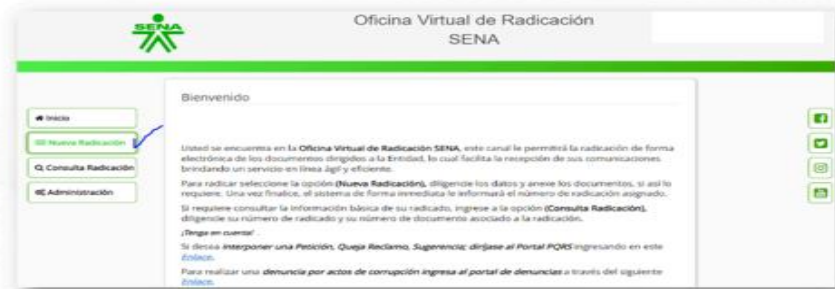 SENA
Oficina Virtual de Radicación
SENA
Bienvenido
Inicio
Nueva Radicación
Consulta Radicación
Administración
Usted se encuentra en la Oficina Virtual de Radicación SENA, este canal le permitirá la radicación de forma
electrónica de los documentos dirigidos a la Entidad, lo cual facilita la recepción de sus comunicaciones
brindando un servicio en línea ágil y eficiente.
Para radicar seleccione la opción (Nueva Radicación), diligencie los datos y anexe los documentos, si así lo
requiere. Una vez finalice, el sistema de forma inmediata le informará el número de radicación asignado.
Si requiere consultar la información básica de su radicado, ingrese a la opción (Consulta Radicación),
diligencie su número de radicado y su número de documento asociado a la radicación.
¡Tenga en cuenta! .
Si desea interponer una Petición, Queja Reclamo, Sugerencia; diríjase al Portal PQRS ingresando en este
Enlace.
Para realizar una denuncia por actos de corrupción ingresa al portal de denuncias a través del siguiente
Enlace.